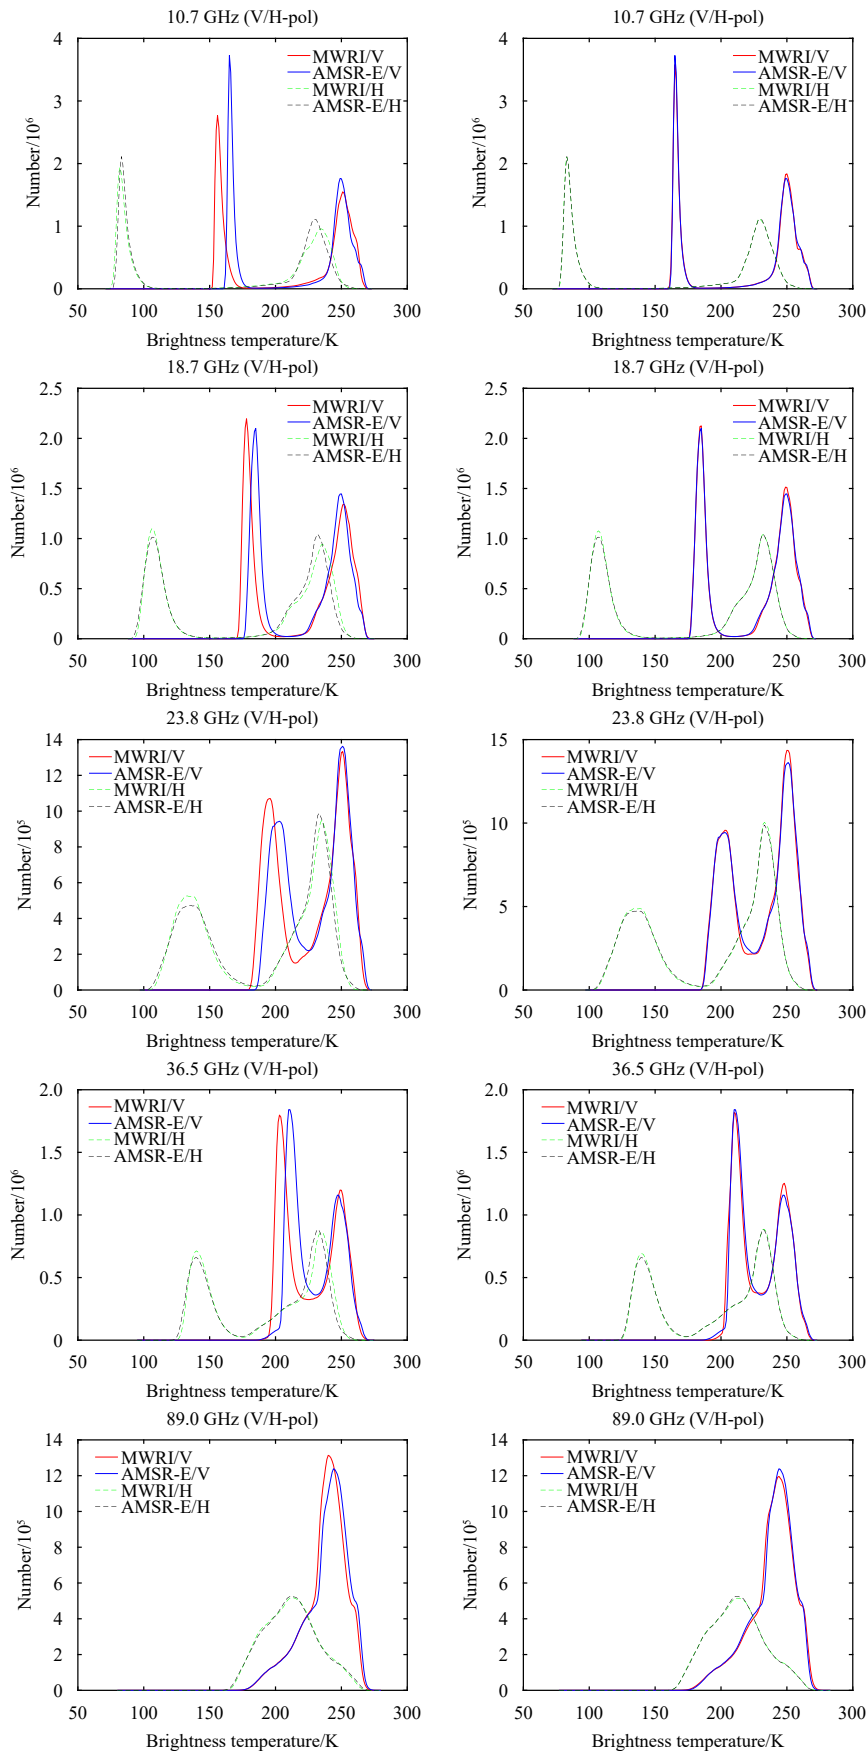 10.7 GHz (V/H-pol)
4
3
2
1
0
Number/10⁶
MWRI/V
AMSR-E/V
MWRI/H
AMSR-E/H
50 100 150 200 250 300
Brightness temperature/K
10.7 GHz (V/H-pol)
4
3
2
1
0
Number/10⁶
MWRI/V
AMSR-E/V
MWRI/H
AMSR-E/H
50 100 150 200 250 300
Brightness temperature/K
18.7 GHz (V/H-pol)
2.5
2.0
1.5
1.0
0.5
0
Number/10⁶
MWRI/V
AMSR-E/V
MWRI/H
AMSR-E/H
50 100 150 200 250 300
Brightness temperature/K
18.7 GHz (V/H-pol)
2.5
2.0
1.5
1.0
0.5
0
Number/10⁶
MWRI/V
AMSR-E/V
MWRI/H
AMSR-E/H
50 100 150 200 250 300
Brightness temperature/K
23.8 GHz (V/H-pol)
14
12
10
8
6
4
2
0
Number/10⁵
MWRI/V
AMSR-E/V
MWRI/H
AMSR-E/H
50 100 150 200 250 300
Brightness temperature/K
23.8 GHz (V/H-pol)
15
10
5
0
Number/10⁵
MWRI/V
AMSR-E/V
MWRI/H
AMSR-E/H
50 100 150 200 250 300
Brightness temperature/K
36.5 GHz (V/H-pol)
2.0
1.5
1.0
0.5
0
Number/10⁶
MWRI/V
AMSR-E/V
MWRI/H
AMSR-E/H
50 100 150 200 250 300
Brightness temperature/K
36.5 GHz (V/H-pol)
2.0
1.5
1.0
0.5
0
Number/10⁶
MWRI/V
AMSR-E/V
MWRI/H
AMSR-E/H
50 100 150 200 250 300
Brightness temperature/K
89.0 GHz (V/H-pol)
14
12
10
8
6
4
2
0
Number/10⁵
MWRI/V
AMSR-E/V
MWRI/H
AMSR-E/H
50 100 150 200 250 300
Brightness temperature/K
89.0 GHz (V/H-pol)
14
12
10
8
6
4
2
0
Number/10⁵
MWRI/V
AMSR-E/V
MWRI/H
AMSR-E/H
50 100 150 200 250 300
Brightness temperature/K